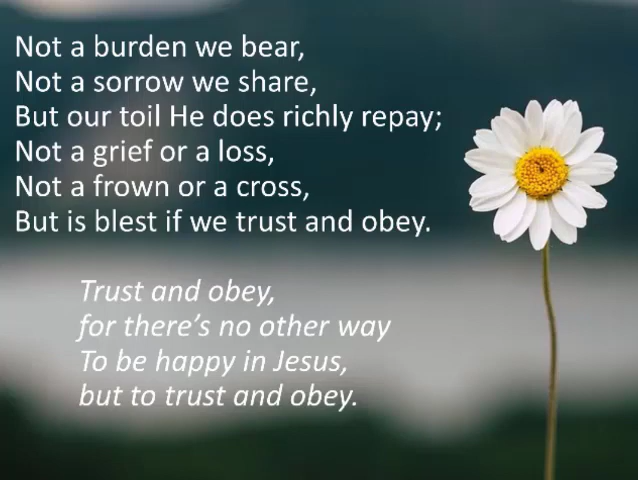 Not a burden we bear,
Not a sorrow we share,
But our toil He does richly repay;
Not a grief or a loss,
Not a frown or a cross,
But is blest if we trust and obey.
Trust and obey,
for there’s no other way
To be happy in Jesus,
but to trust and obey.